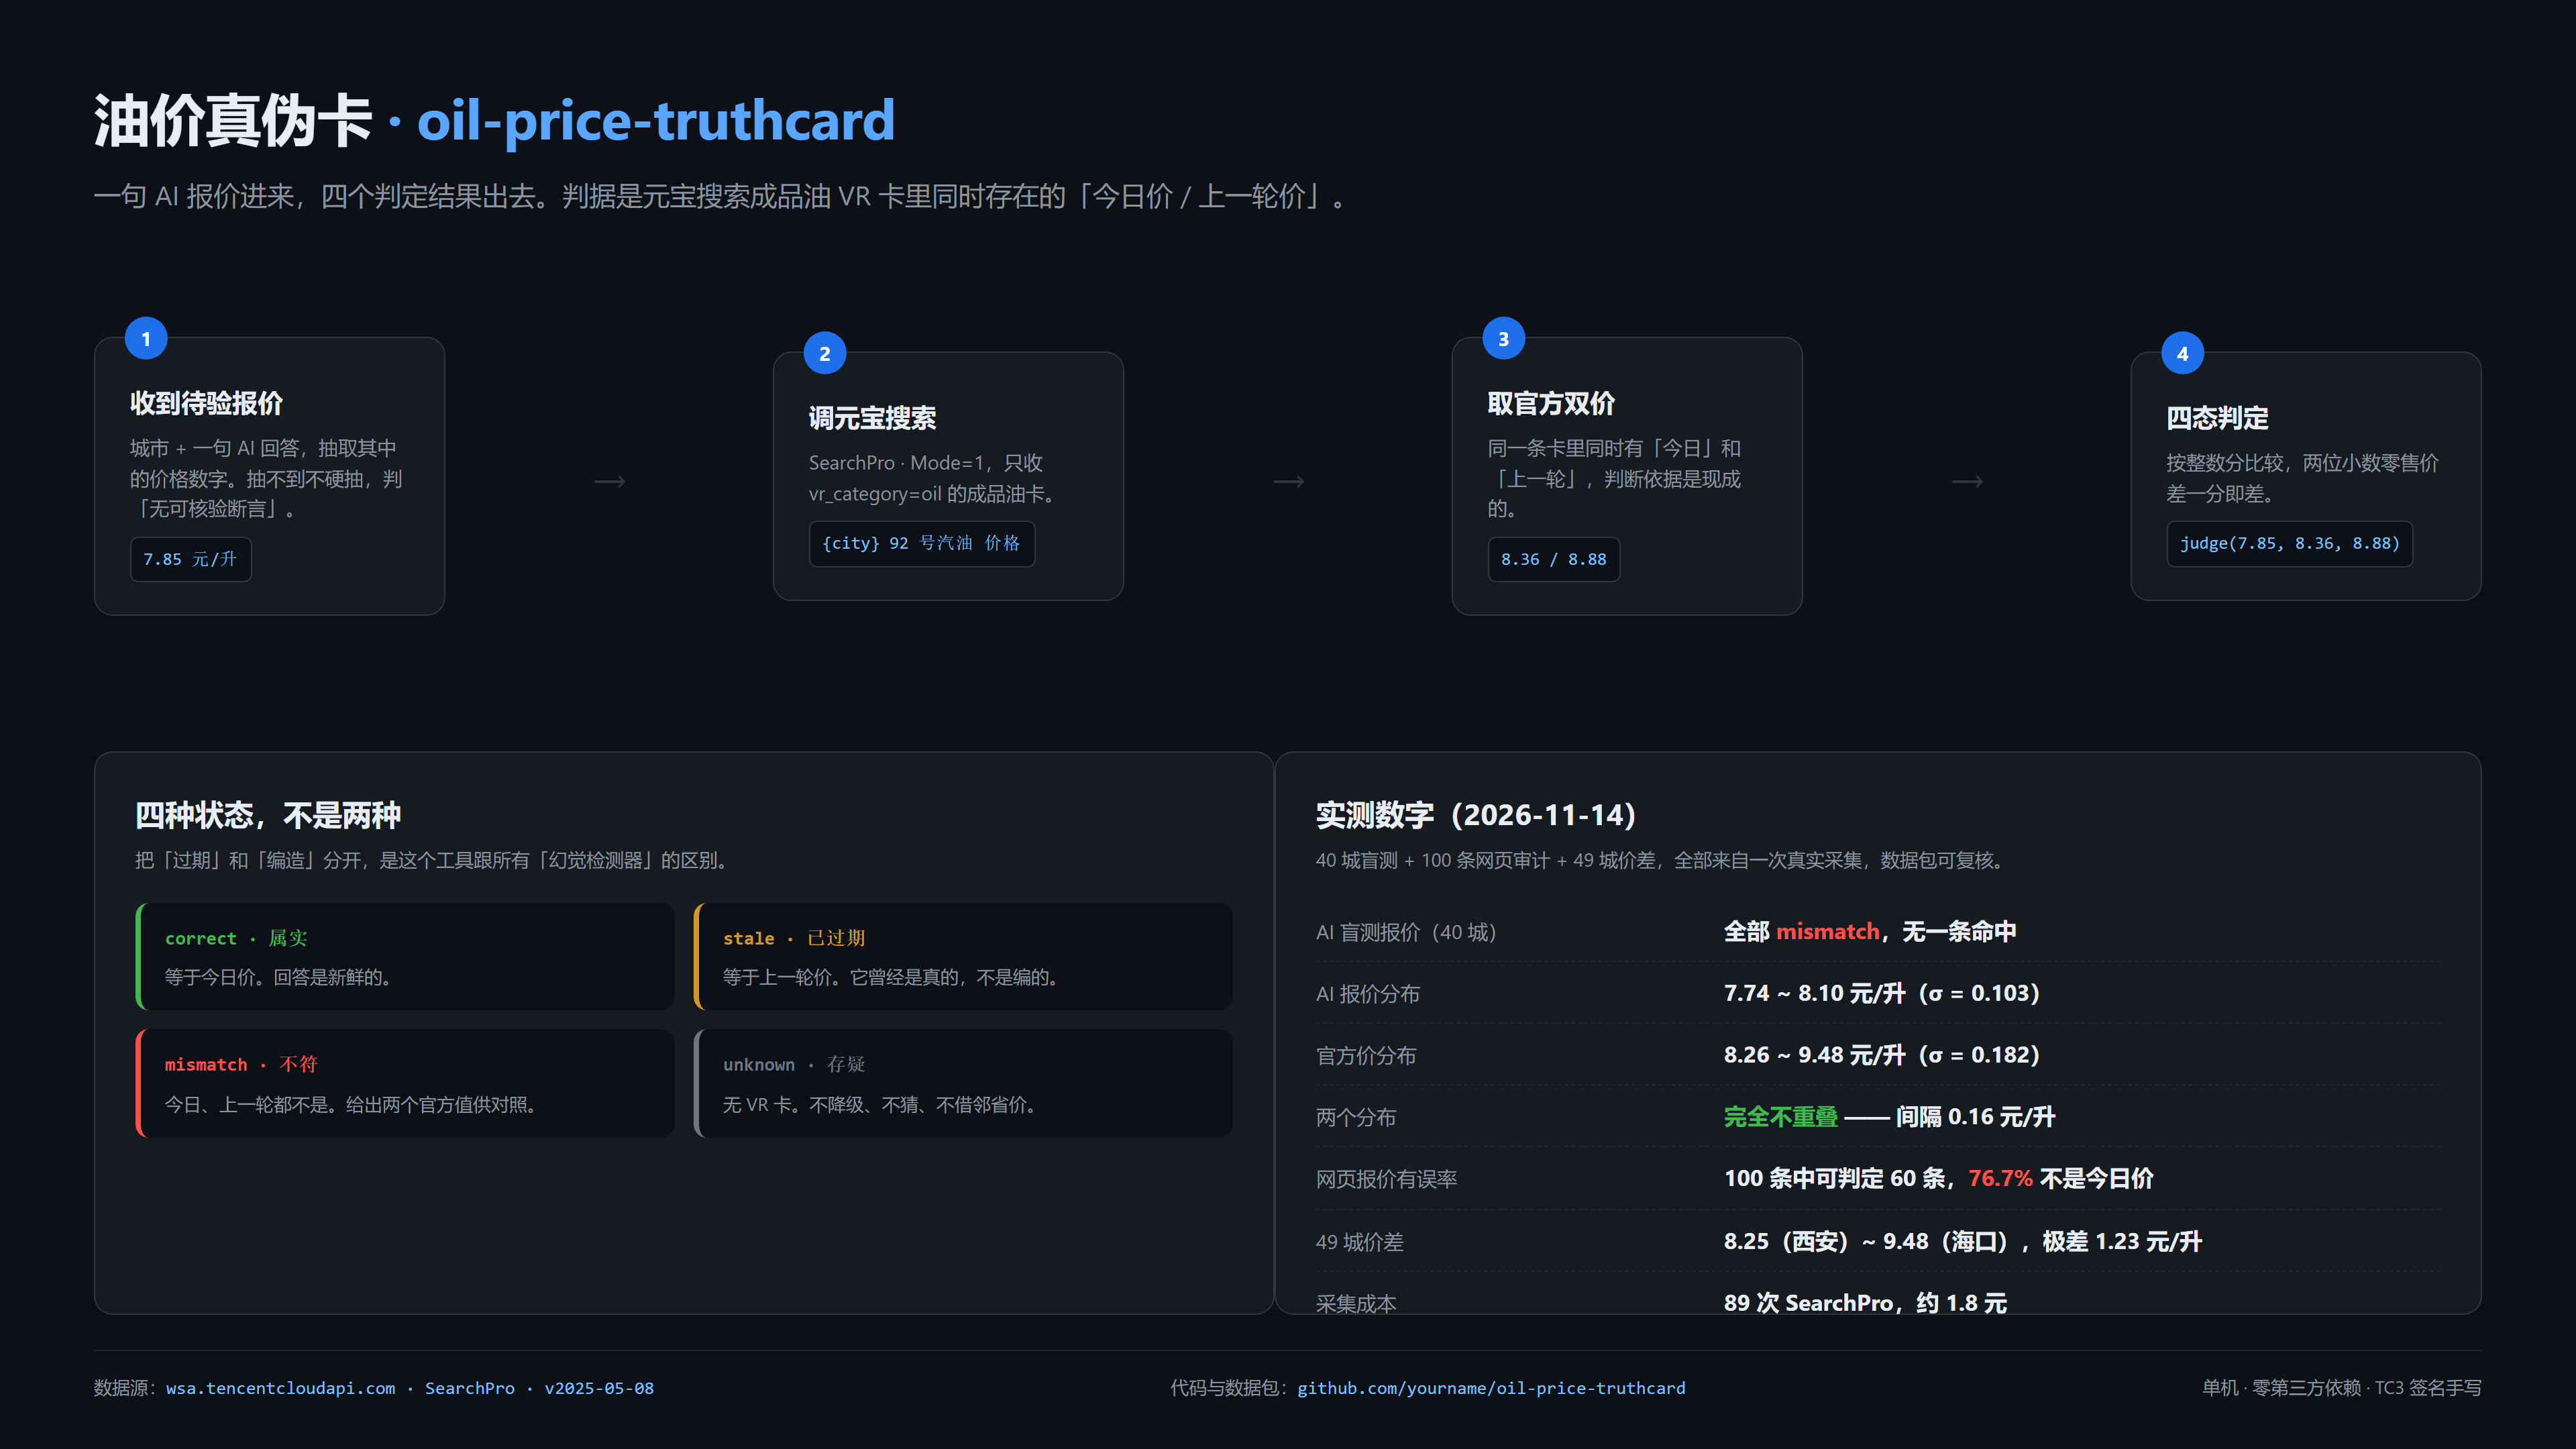 油价真伪卡 · oil-price-truthcard
一句 AI 报价进来，四个判定结果出去。判据是元宝搜索成品油 VR 卡里同时存在的「今日价 / 上一轮价」。
1
收到待验报价
城市 + 一句 AI 回答，抽取其中
的价格数字。抽不到不硬抽，判
「无可核验断言」。
7.85 元/升
→
2
调元宝搜索
SearchPro · Mode=1，只收
vr_category=oil 的成品油卡。
{city} 92 号汽油 价格
→
3
取官方双价
同一条卡里同时有「今日」和
「上一轮」，判断依据是现成
的。
8.36 / 8.88
→
4
四态判定
按整数分比较，两位小数零售价
差一分即差。
judge(7.85, 8.36, 8.88)
四种状态，不是两种
把「过期」和「编造」分开，是这个工具跟所有「幻觉检测器」的区别。
correct · 属实
等于今日价。回答是新鲜的。
stale · 已过期
等于上一轮价。它曾经是真的，不是编的。
mismatch · 不符
今日、上一轮都不是。给出两个官方值供对照。
unknown · 存疑
无 VR 卡。不降级、不猜、不借邻省价。
实测数字（2026-11-14）
40 城盲测 + 100 条网页审计 + 49 城价差，全部来自一次真实采集，数据包可复核。
AI 盲测报价（40 城） 全部 mismatch，无一条命中
AI 报价分布 7.74 ~ 8.10 元/升（σ = 0.103）
官方价分布 8.26 ~ 9.48 元/升（σ = 0.182）
两个分布 完全不重叠 —— 间隔 0.16 元/升
网页报价有误率 100 条中可判定 60 条，76.7% 不是今日价
49 城价差 8.25（西安）~ 9.48（海口），极差 1.23 元/升
采集成本 89 次 SearchPro，约 1.8 元
数据源：wsa.tencentcloudapi.com · SearchPro · v2025-05-08
代码与数据包：github.com/yourname/oil-price-truthcard
单机 · 零第三方依赖 · TC3 签名手写